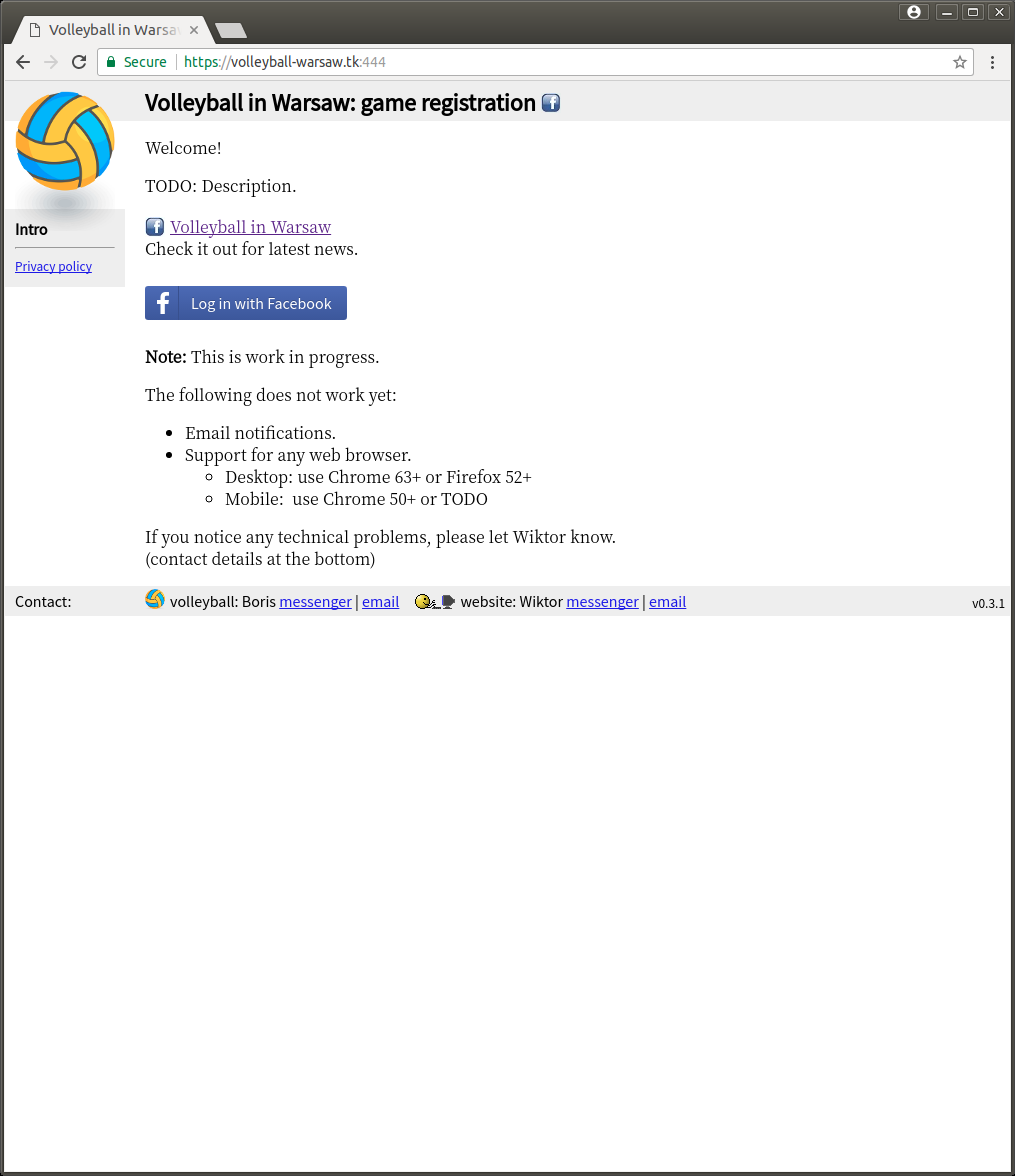 Volleyball in Warsa
Secure
https://volleyball-warsaw.tk:444
Volleyball in Warsaw: game registration
Welcome!
TODO: Description.
Intro
Volleyball in Warsaw
Check it out for latest news.
Privacy policy
Log in with Facebook
Note: This is work in progress.
The following does not work yet:
Email notifications.
Support for any web browser.
Desktop: use Chrome 63+ or Firefox 52+
Mobile:  use Chrome 50+ or TODO
If you notice any technical problems, please let Wiktor know.
(contact details at the bottom)
Contact: volleyball: Boris messenger | email website: Wiktor messenger | email v0.3.1